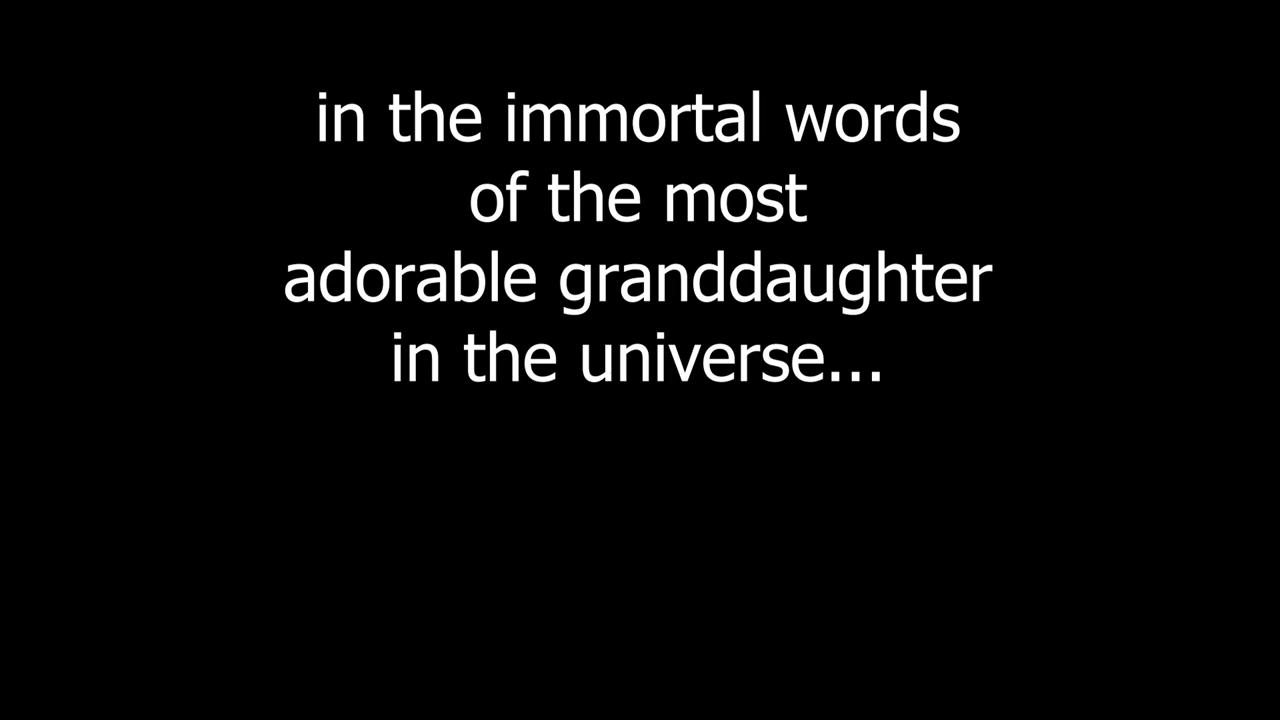 in the immortal words
of the most
adorable granddaughter
in the universe...